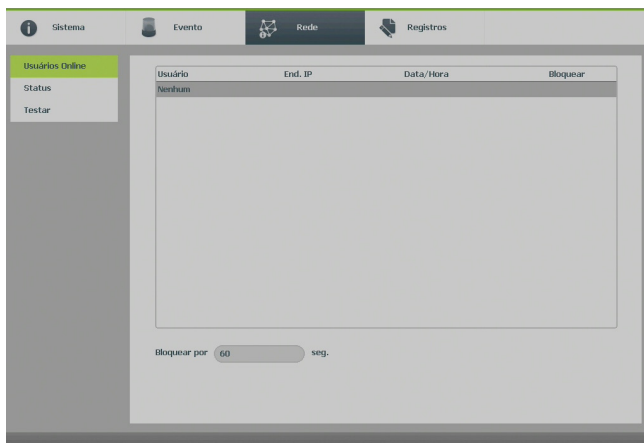 Sistema Evento Rede Registros
Usuários Online
Status
Testar
Usuário End. IP Data/Hora Bloquear
Nenhum
Bloquear por 60 seg.